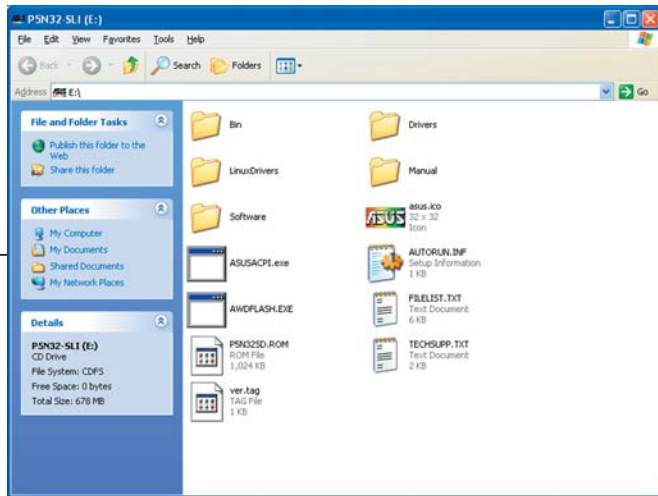 P5N32-SLI (E:)
File Edit View Favorites Tools Help
Back Search Folders
Address E:\ Go
File and Folder Tasks
Publish this folder to the
Web
Share this folder
Other Places
My Computer
My Documents
Shared Documents
My Network Places
Details
P5N32-SLI (E:)
CD Drive
File System: CDFS
Free Space: 0 bytes
Total Size: 678 MB
Bin
Drivers
LinuxDrivers
Manual
Software
ASUS
asus.ico
32 x 32
Icon
ASUSACPI.exe
AUTORUN.INF
Setup Information
1 KB
AWDFLASH.EXE
FILELIST.TXT
Text Document
6 KB
P5N32SD.ROM
ROM File
1,024 KB
TECHSUPP.TXT
Text Document
2 KB
ver.tag
TAG File
1 KB